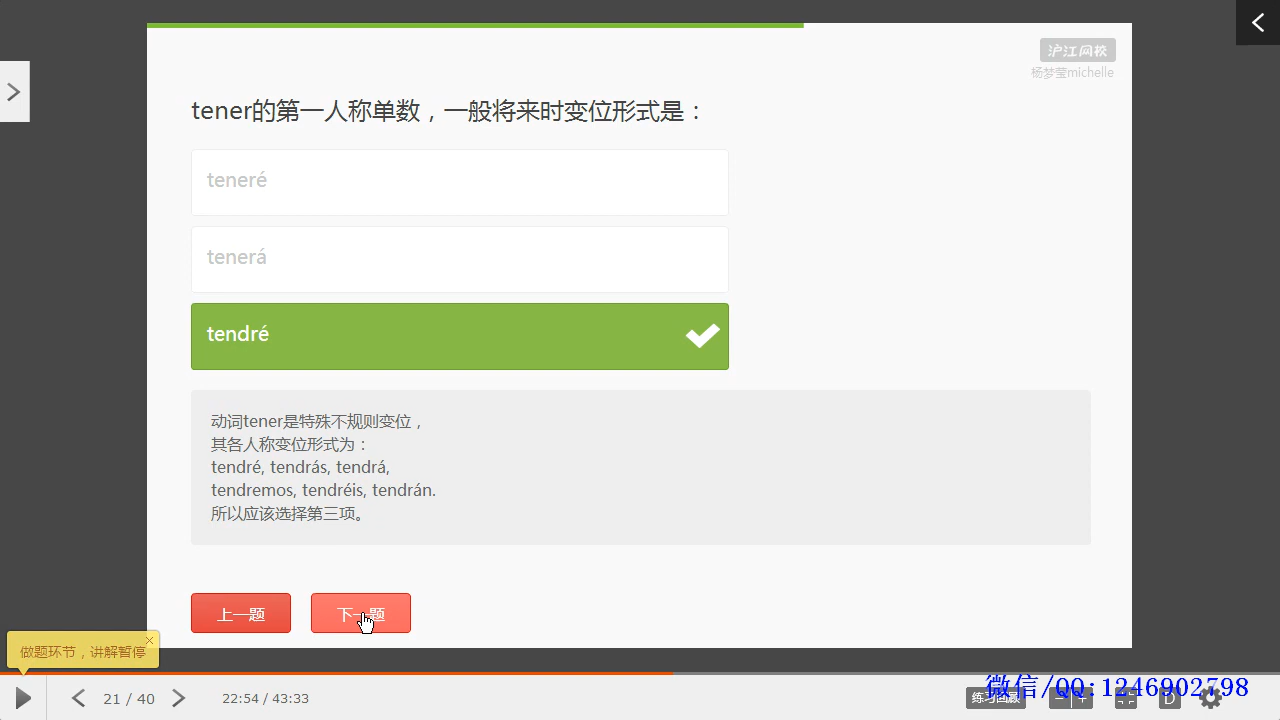 沪江网校
杨梦莹michelle
tener的第一人称单数，一般将来时变位形式是：
teneré
tenerá
tendré
动词tener是特殊不规则变位，
其各人称变位形式为：
tendré, tendrás, tendrá,
tendremos, tendréis, tendrán.
所以应该选择第三项。
上一题
下一题
做题环节，讲解暂停
21 / 40
22:54 / 43:33
练习回顾
微信/QQ:1246902798
D